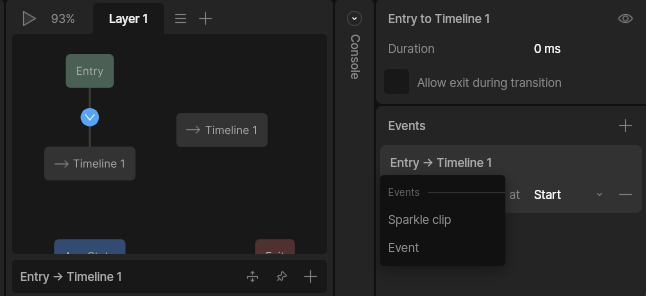 93%
Layer 1
Entry
Timeline 1
Timeline 1
Entry → Timeline 1
Console
Entry to Timeline 1
Duration
0 ms
Allow exit during transition
Events
Entry → Timeline 1
at
Start
Events
Sparkle clip
Event